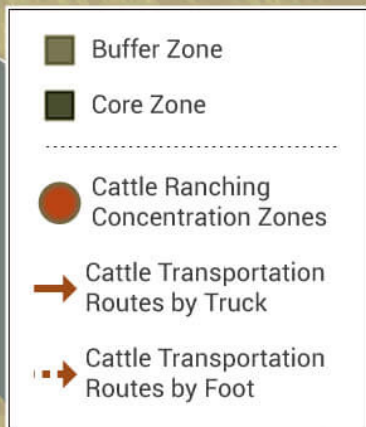 Buffer Zone
Core Zone
Cattle Ranching
Concentration Zones
Cattle Transportation
Routes by Truck
Cattle Transportation
Routes by Foot